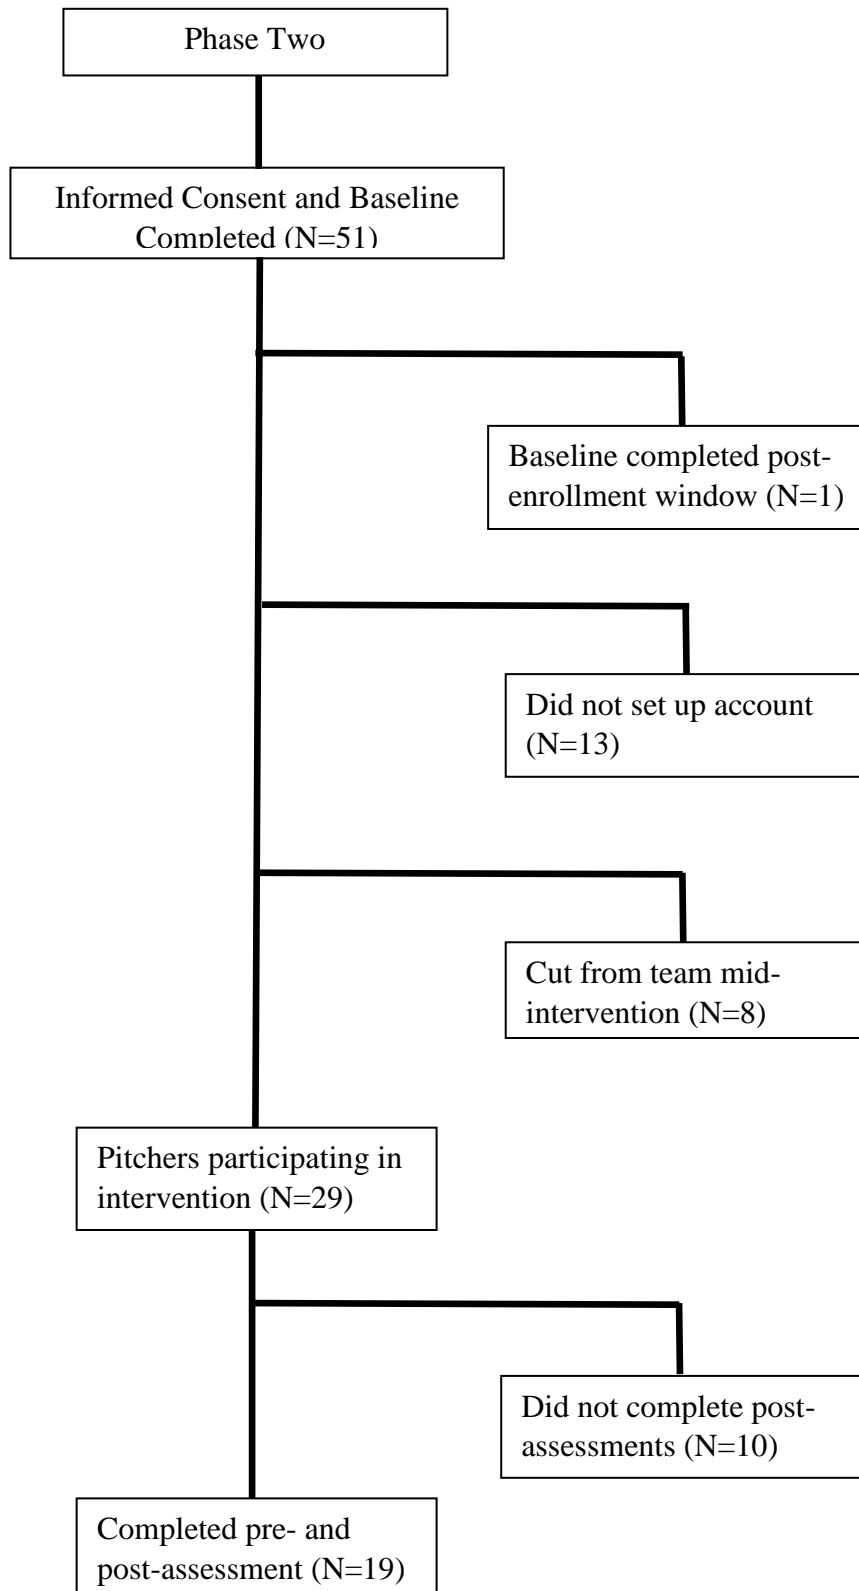 Phase Two
Informed Consent and Baseline
Completed (N=51)
Baseline completed post-
enrollment window (N=1)
Did not set up account
(N=13)
Cut from team mid-
intervention (N=8)
Pitchers participating in
intervention (N=29)
Did not complete post-
assessments (N=10)
Completed pre- and
post-assessment (N=19)